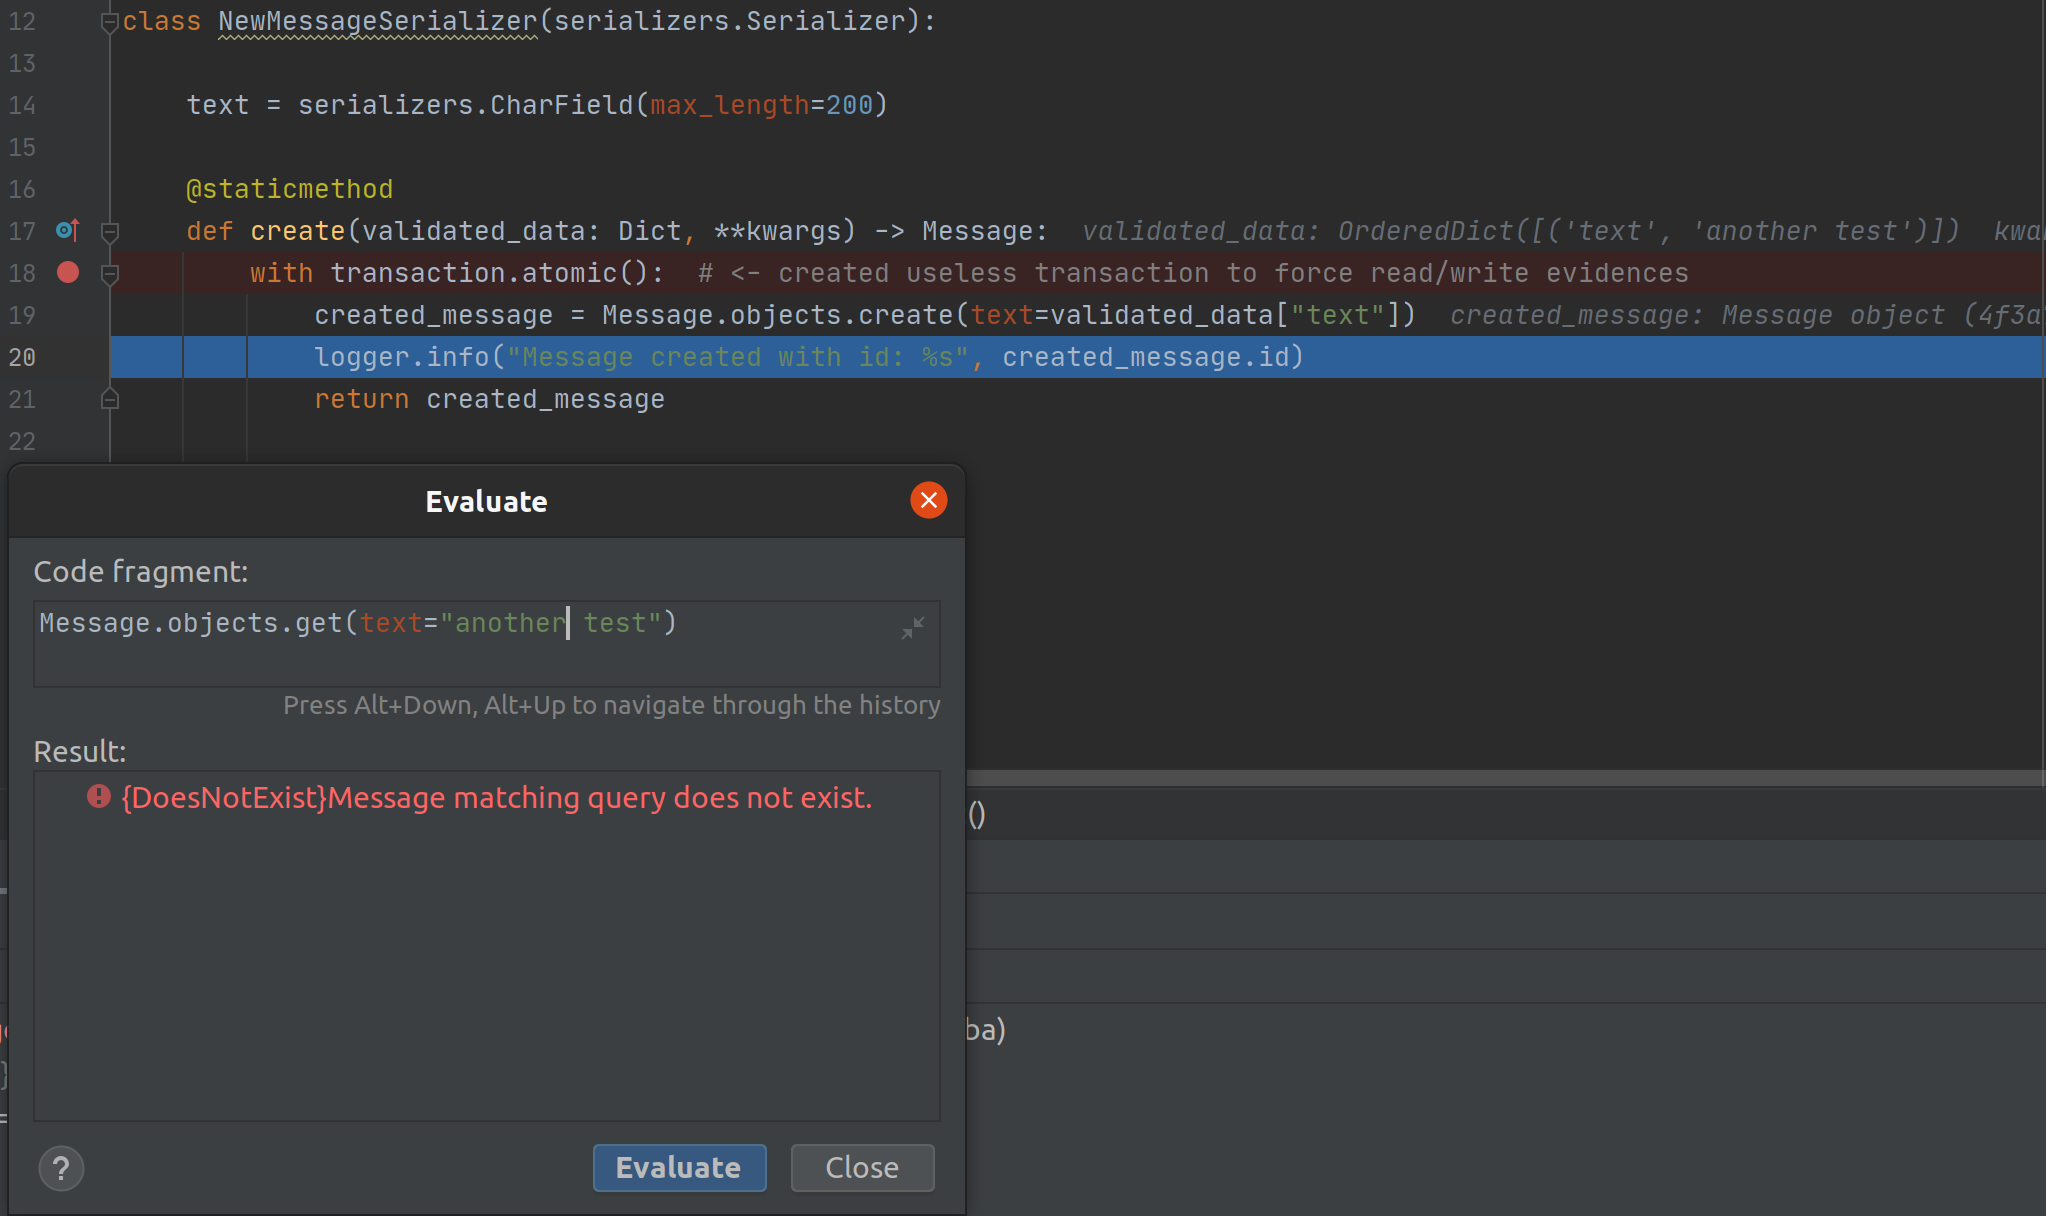 12 class NewMessageSerializer(serializers.Serializer):
13
14 text = serializers.CharField(max_length=200)
15
16 @staticmethod
17 def create(validated_data: Dict, **kwargs) -> Message: validated_data: OrderedDict([('text', 'another test')]) kwa
18 with transaction.atomic(): # <- created useless transaction to force read/write evidences
19 created_message = Message.objects.create(text=validated_data["text"]) created_message: Message object (4f3a
20 logger.info("Message created with id: %s", created_message.id)
21 return created_message
22
Evaluate
Code fragment:
Message.objects.get(text="another test")
Press Alt+Down, Alt+Up to navigate through the history
Result:
{DoesNotExist}Message matching query does not exist.
()
ba)
}
=
?
Evaluate
Close